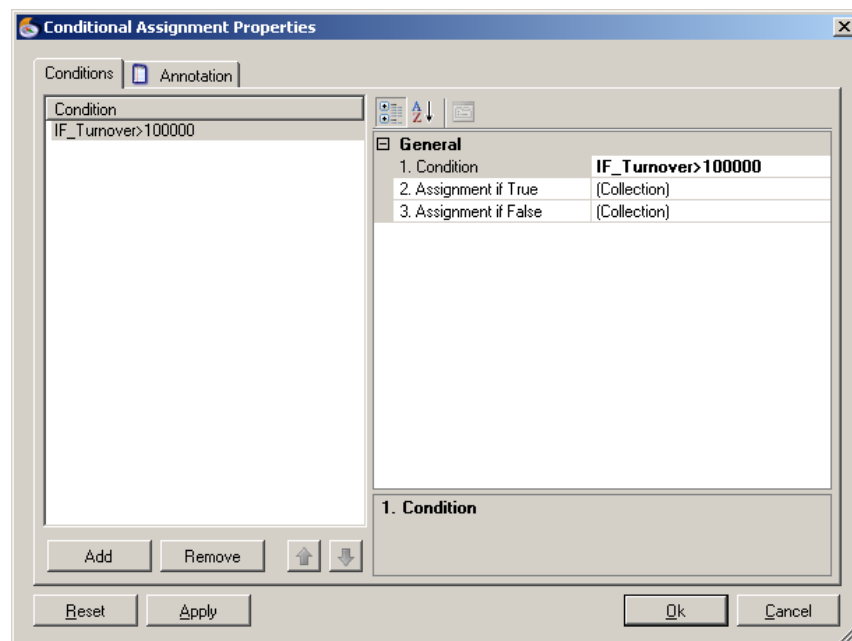 Conditional Assignment Properties
Conditions
Annotation
Condition
IF_Turnover>100000
General
1. Condition IF_Turnover>100000
2. Assignment if True (Collection)
3. Assignment if False (Collection)
1. Condition
Add Remove
Reset Apply Ok Cancel